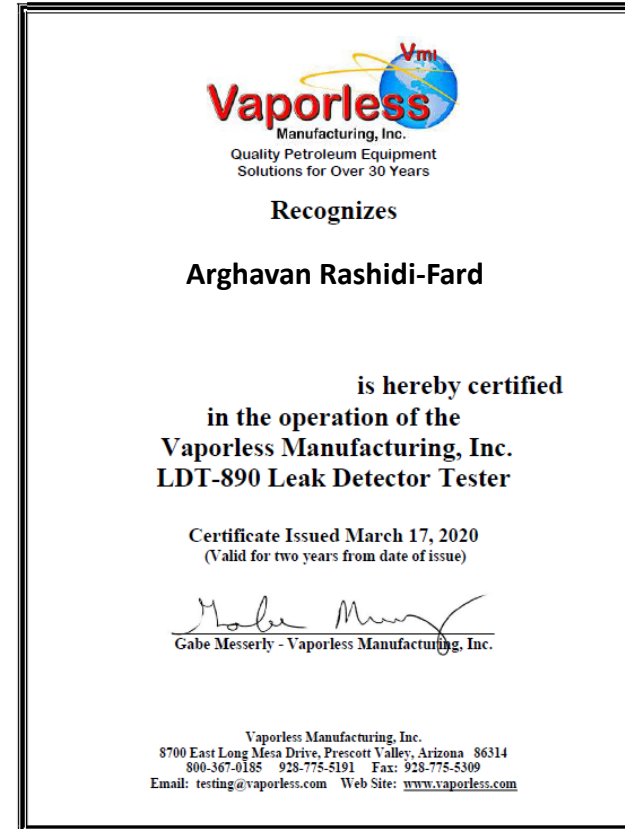 Vmi
Vaporless
Manufacturing, Inc.
Quality Petroleum Equipment
Solutions for Over 30 Years
Recognizes
Arghavan Rashidi-Fard
is hereby certified
in the operation of the
Vaporless Manufacturing, Inc.
LDT-890 Leak Detector Tester
Certificate Issued March 17, 2020
(Valid for two years from date of issue)
Gabe Messerly - Vaporless Manufacturing, Inc.
Vaporless Manufacturing, Inc.
8700 East Long Mesa Drive, Prescott Valley, Arizona 86314
800-367-0185 928-775-5191 Fax: 928-775-5309
Email: testing@vaporless.com Web Site: www.vaporless.com